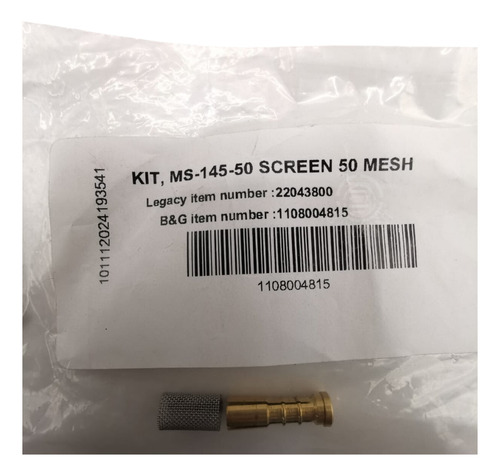 KIT, MS-145-50 SCREEN 50 MESH
Legacy item number :22043800
B&G item number :1108004815
1108004815
101112024193541